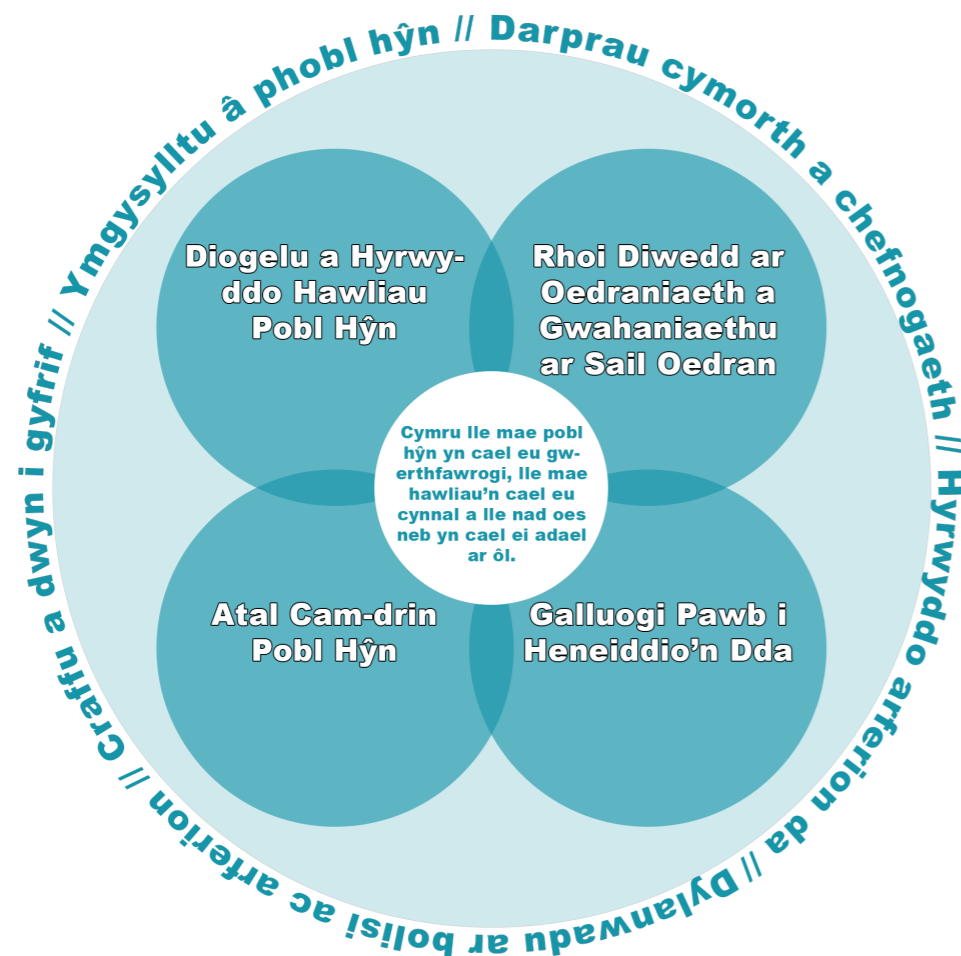 Ymgysylltu â phobl hŷn // Darprau cymorth a chefnogaeth // Hyrwyddo arferion da // Dylanwadu ar bolisi ac arferion // Craffu a dwyn i gyfrif //
Diogelu a Hyrwy-
ddo Hawliau
Pobl Hŷn
Rhoi Diwedd ar
Oedraniaeth a
Gwahaniaethu
ar Sail Oedran
Cymru lle mae pobl
hŷn yn cael eu gw-
erthfawrogi, lle mae
hawliau’n cael eu
cynnal a lle nad oes
neb yn cael ei adael
ar ôl.
Atal Cam-drin
Pobl Hŷn
Galluogi Pawb i
Heneiddio’n Dda